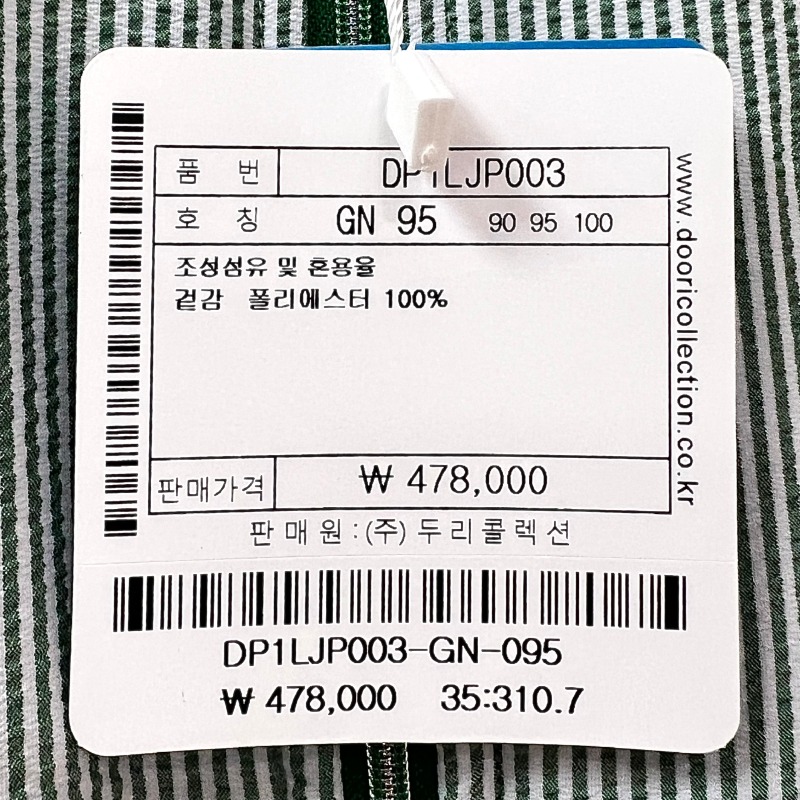 품 번 DP1LJP003
호 칭 GN 95 90 95 100
조성섬유 및 혼용율
겉감 폴리에스터 100%
판매가격 ₩ 478,000
판 매 원 : (주) 두 리 콜 렉 션
www.dooricollection.co.kr
DP1LJP003-GN-095
₩ 478,000 35:310.7